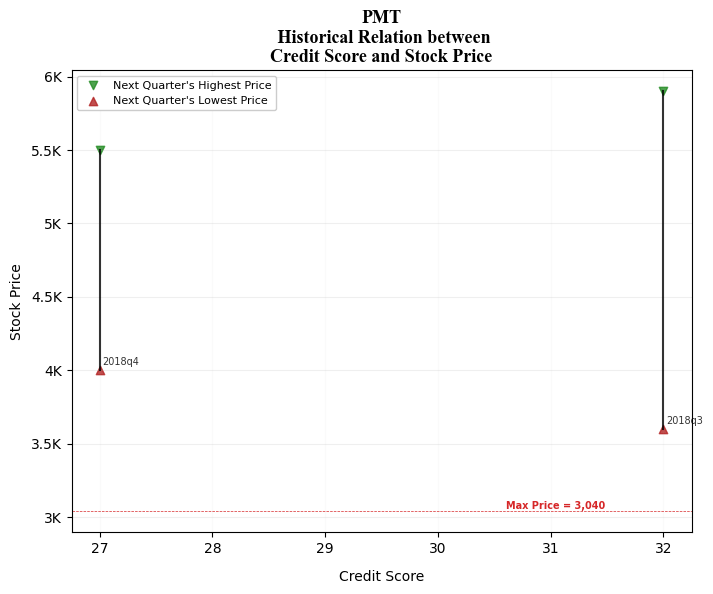 PMT
Historical Relation between
Credit Score and Stock Price
Next Quarter's Highest Price
Next Quarter's Lowest Price
6K
5.5K
5K
4.5K
4K
3.5K
3K
Stock Price
2018q4
2018q3
Max Price = 3,040
27 28 29 30 31 32
Credit Score